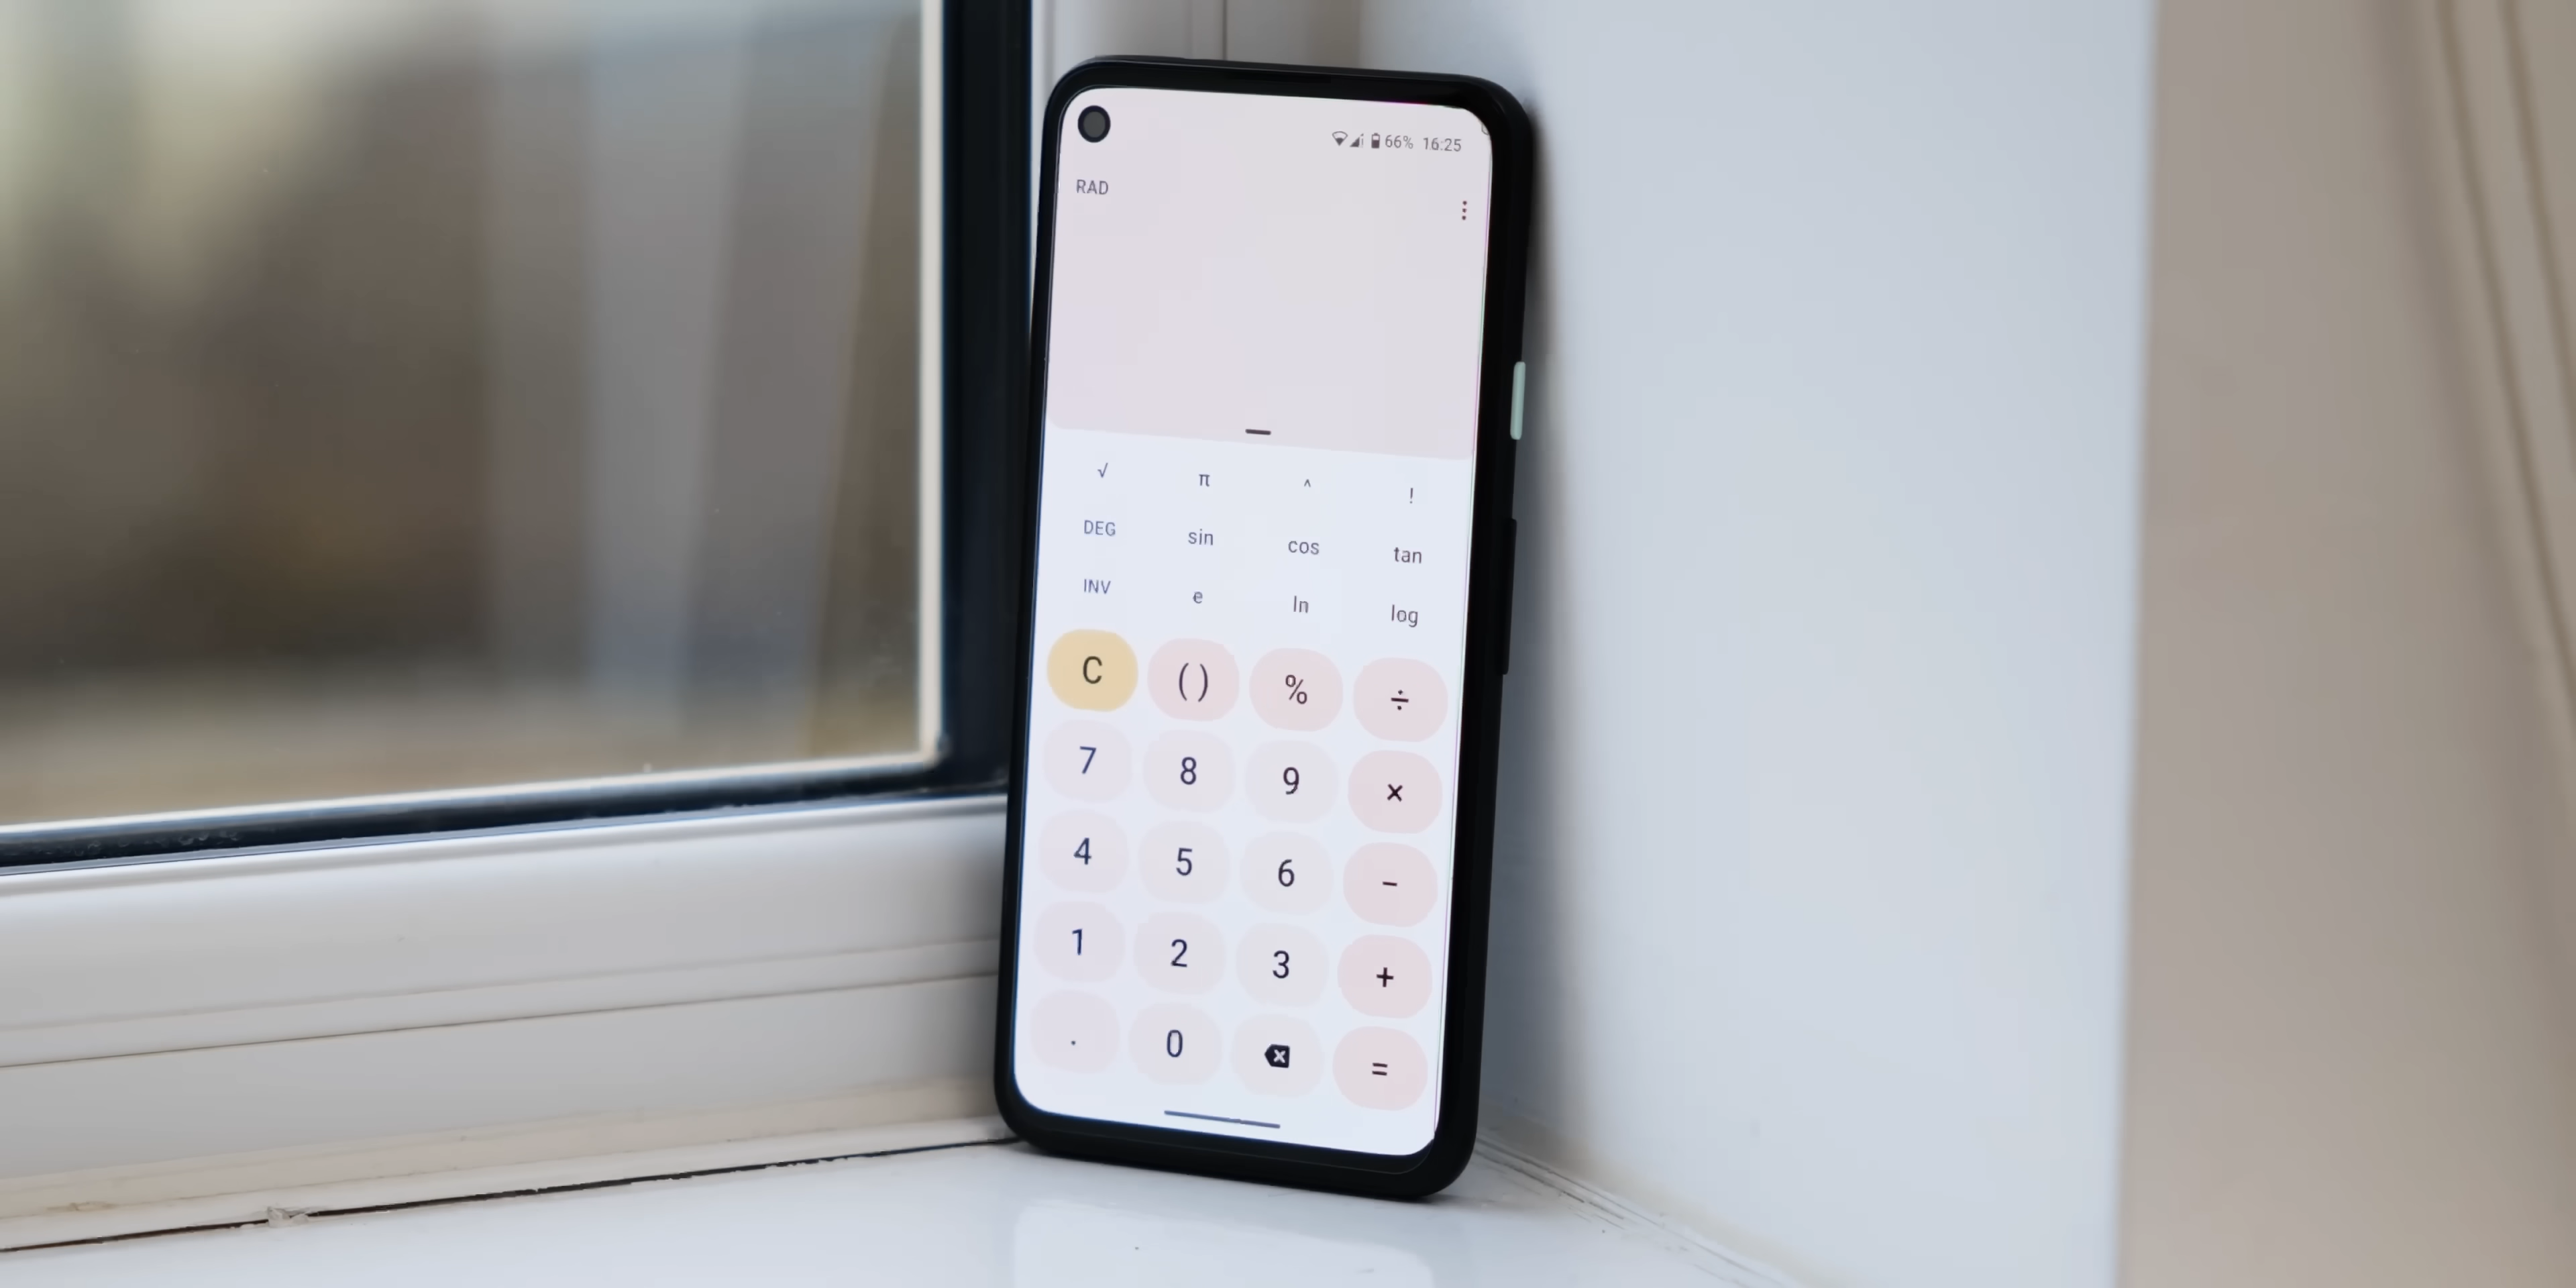 66% 16:25
RAD
√ π ^ !
DEG sin cos tan
INV e ln log
C ( ) % ÷
7 8 9 ×
4 5 6 −
1 2 3 +
. 0 =